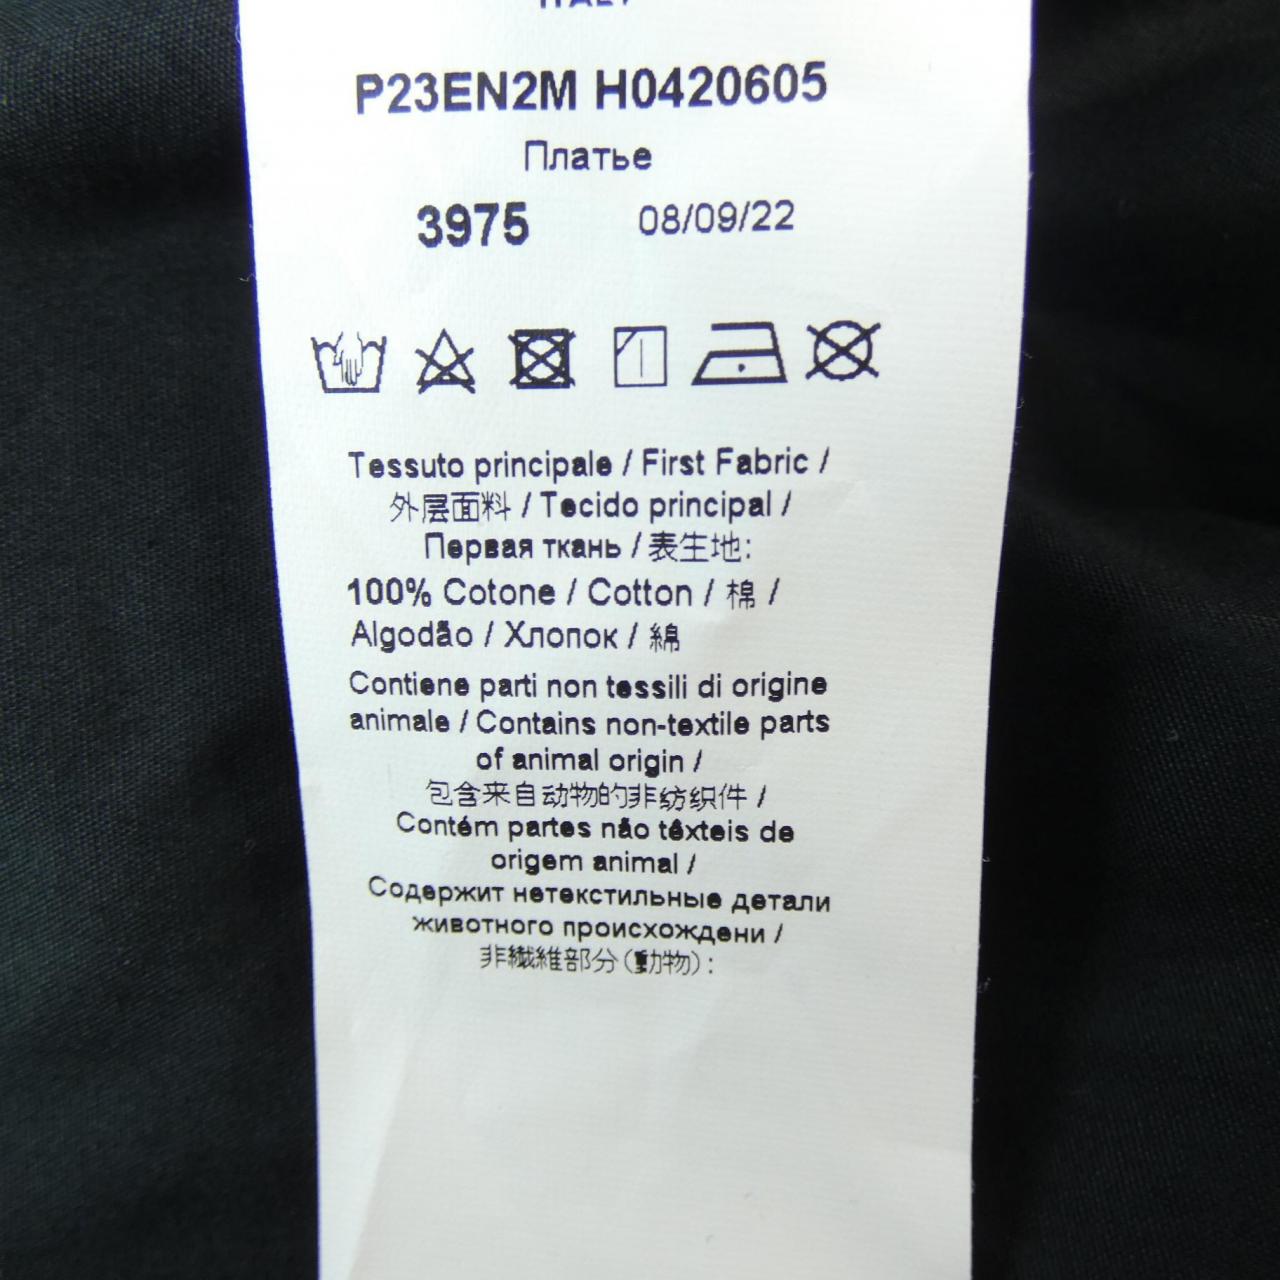 ITALY
P23EN2M H0420605
Платье
3975 08/09/22
Tessuto principale / First Fabric /
外层面料 / Tecido principal /
Первая ткань / 表生地:
100% Cotone / Cotton / 棉 /
Algodão / Хлопок / 綿
Contiene parti non tessili di origine
animale / Contains non-textile parts
of animal origin /
包含来自动物的非纺织件 /
Contém partes não têxteis de
origem animal /
Содержит нетекстильные детали
животного происхождени /
非繊維部分(動物):